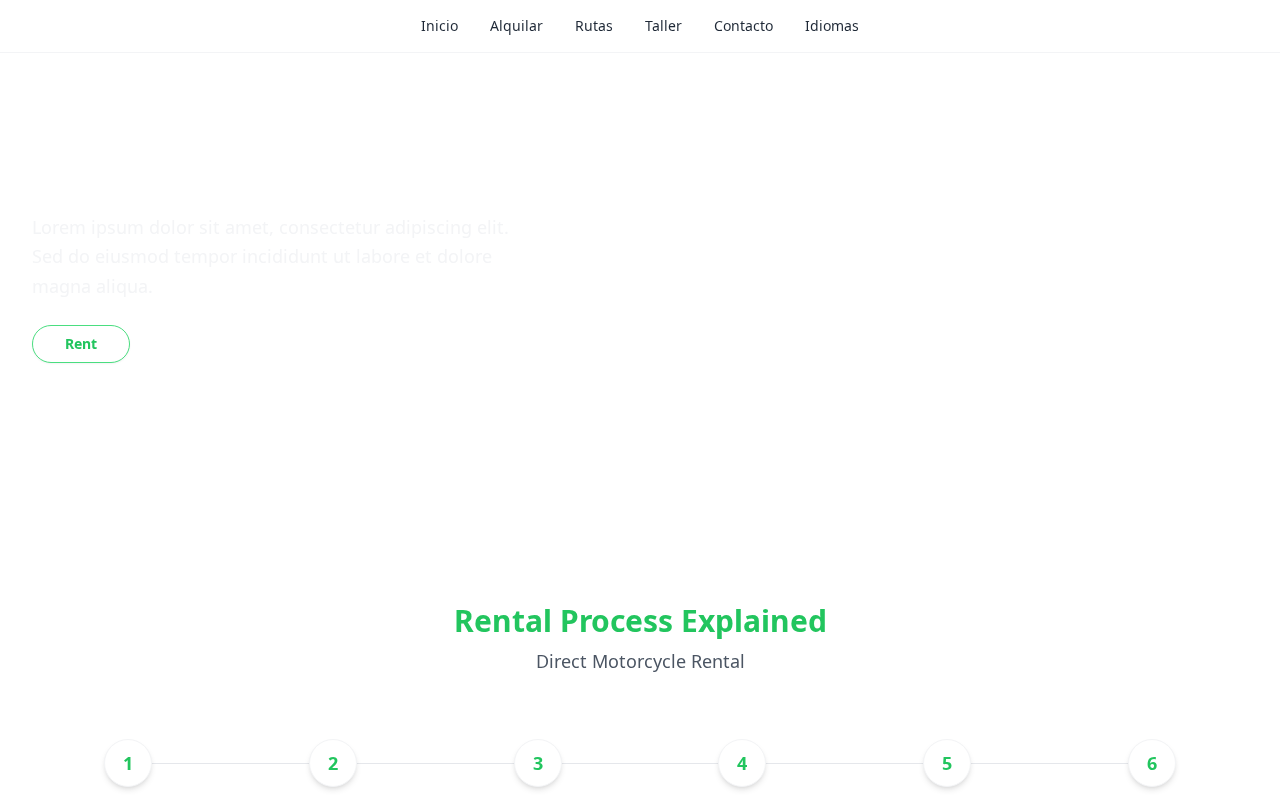 Inicio Alquilar Rutas Taller Contacto Idiomas
Lorem ipsum dolor sit amet, consectetur adipiscing elit.
Sed do eiusmod tempor incididunt ut labore et dolore
magna aliqua.
Rent
Rental Process Explained
Direct Motorcycle Rental
1 2 3 4 5 6